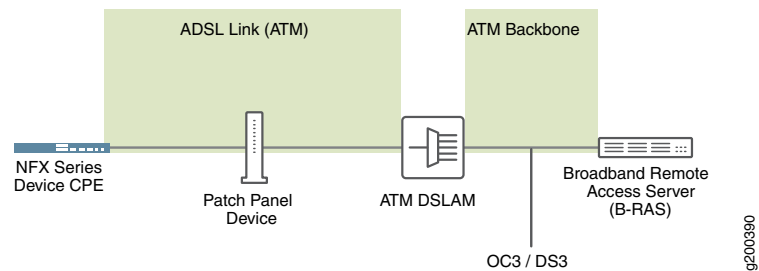 ADSL Link (ATM)
ATM Backbone
NFX Series
Device CPE
Patch Panel
Device
ATM DSLAM
Broadband Remote
Access Server
(B-RAS)
OC3 / DS3
g200390